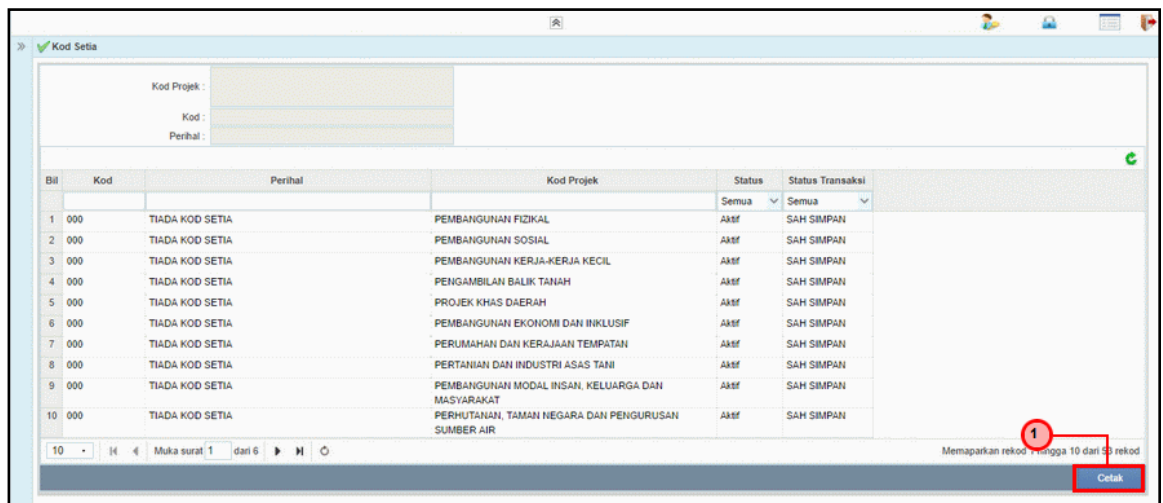 Kod Setia
Kod Projek :
Kod :
Perihal :
Bil Kod Perihal Kod Projek Status Status Transaksi
Semua Semua
1 000 TIADA KOD SETIA PEMBANGUNAN FIZIKAL Aktif SAH SIMPAN
2 000 TIADA KOD SETIA PEMBANGUNAN SOSIAL Aktif SAH SIMPAN
3 000 TIADA KOD SETIA PEMBANGUNAN KERJA-KERJA KECIL Aktif SAH SIMPAN
4 000 TIADA KOD SETIA PENGAMBILAN BALIK TANAH Aktif SAH SIMPAN
5 000 TIADA KOD SETIA PROJEK KHAS DAERAH Aktif SAH SIMPAN
6 000 TIADA KOD SETIA PEMBANGUNAN EKONOMI DAN INKLUSIF Aktif SAH SIMPAN
7 000 TIADA KOD SETIA PERUMAHAN DAN KERAJAAN TEMPATAN Aktif SAH SIMPAN
8 000 TIADA KOD SETIA PERTANIAN DAN INDUSTRI ASAS TANI Aktif SAH SIMPAN
9 000 TIADA KOD SETIA PEMBANGUNAN MODAL INSAN, KELUARGA DAN Aktif SAH SIMPAN
MASYARAKAT
10 000 TIADA KOD SETIA PERHUTANAN, TAMAN NEGARA DAN PENGURUSAN Aktif SAH SIMPAN
SUMBER AIR
1
10 Muka surat 1 dari 6 Memaparkan rekod hingga 10 dari 53 rekod
Cetak